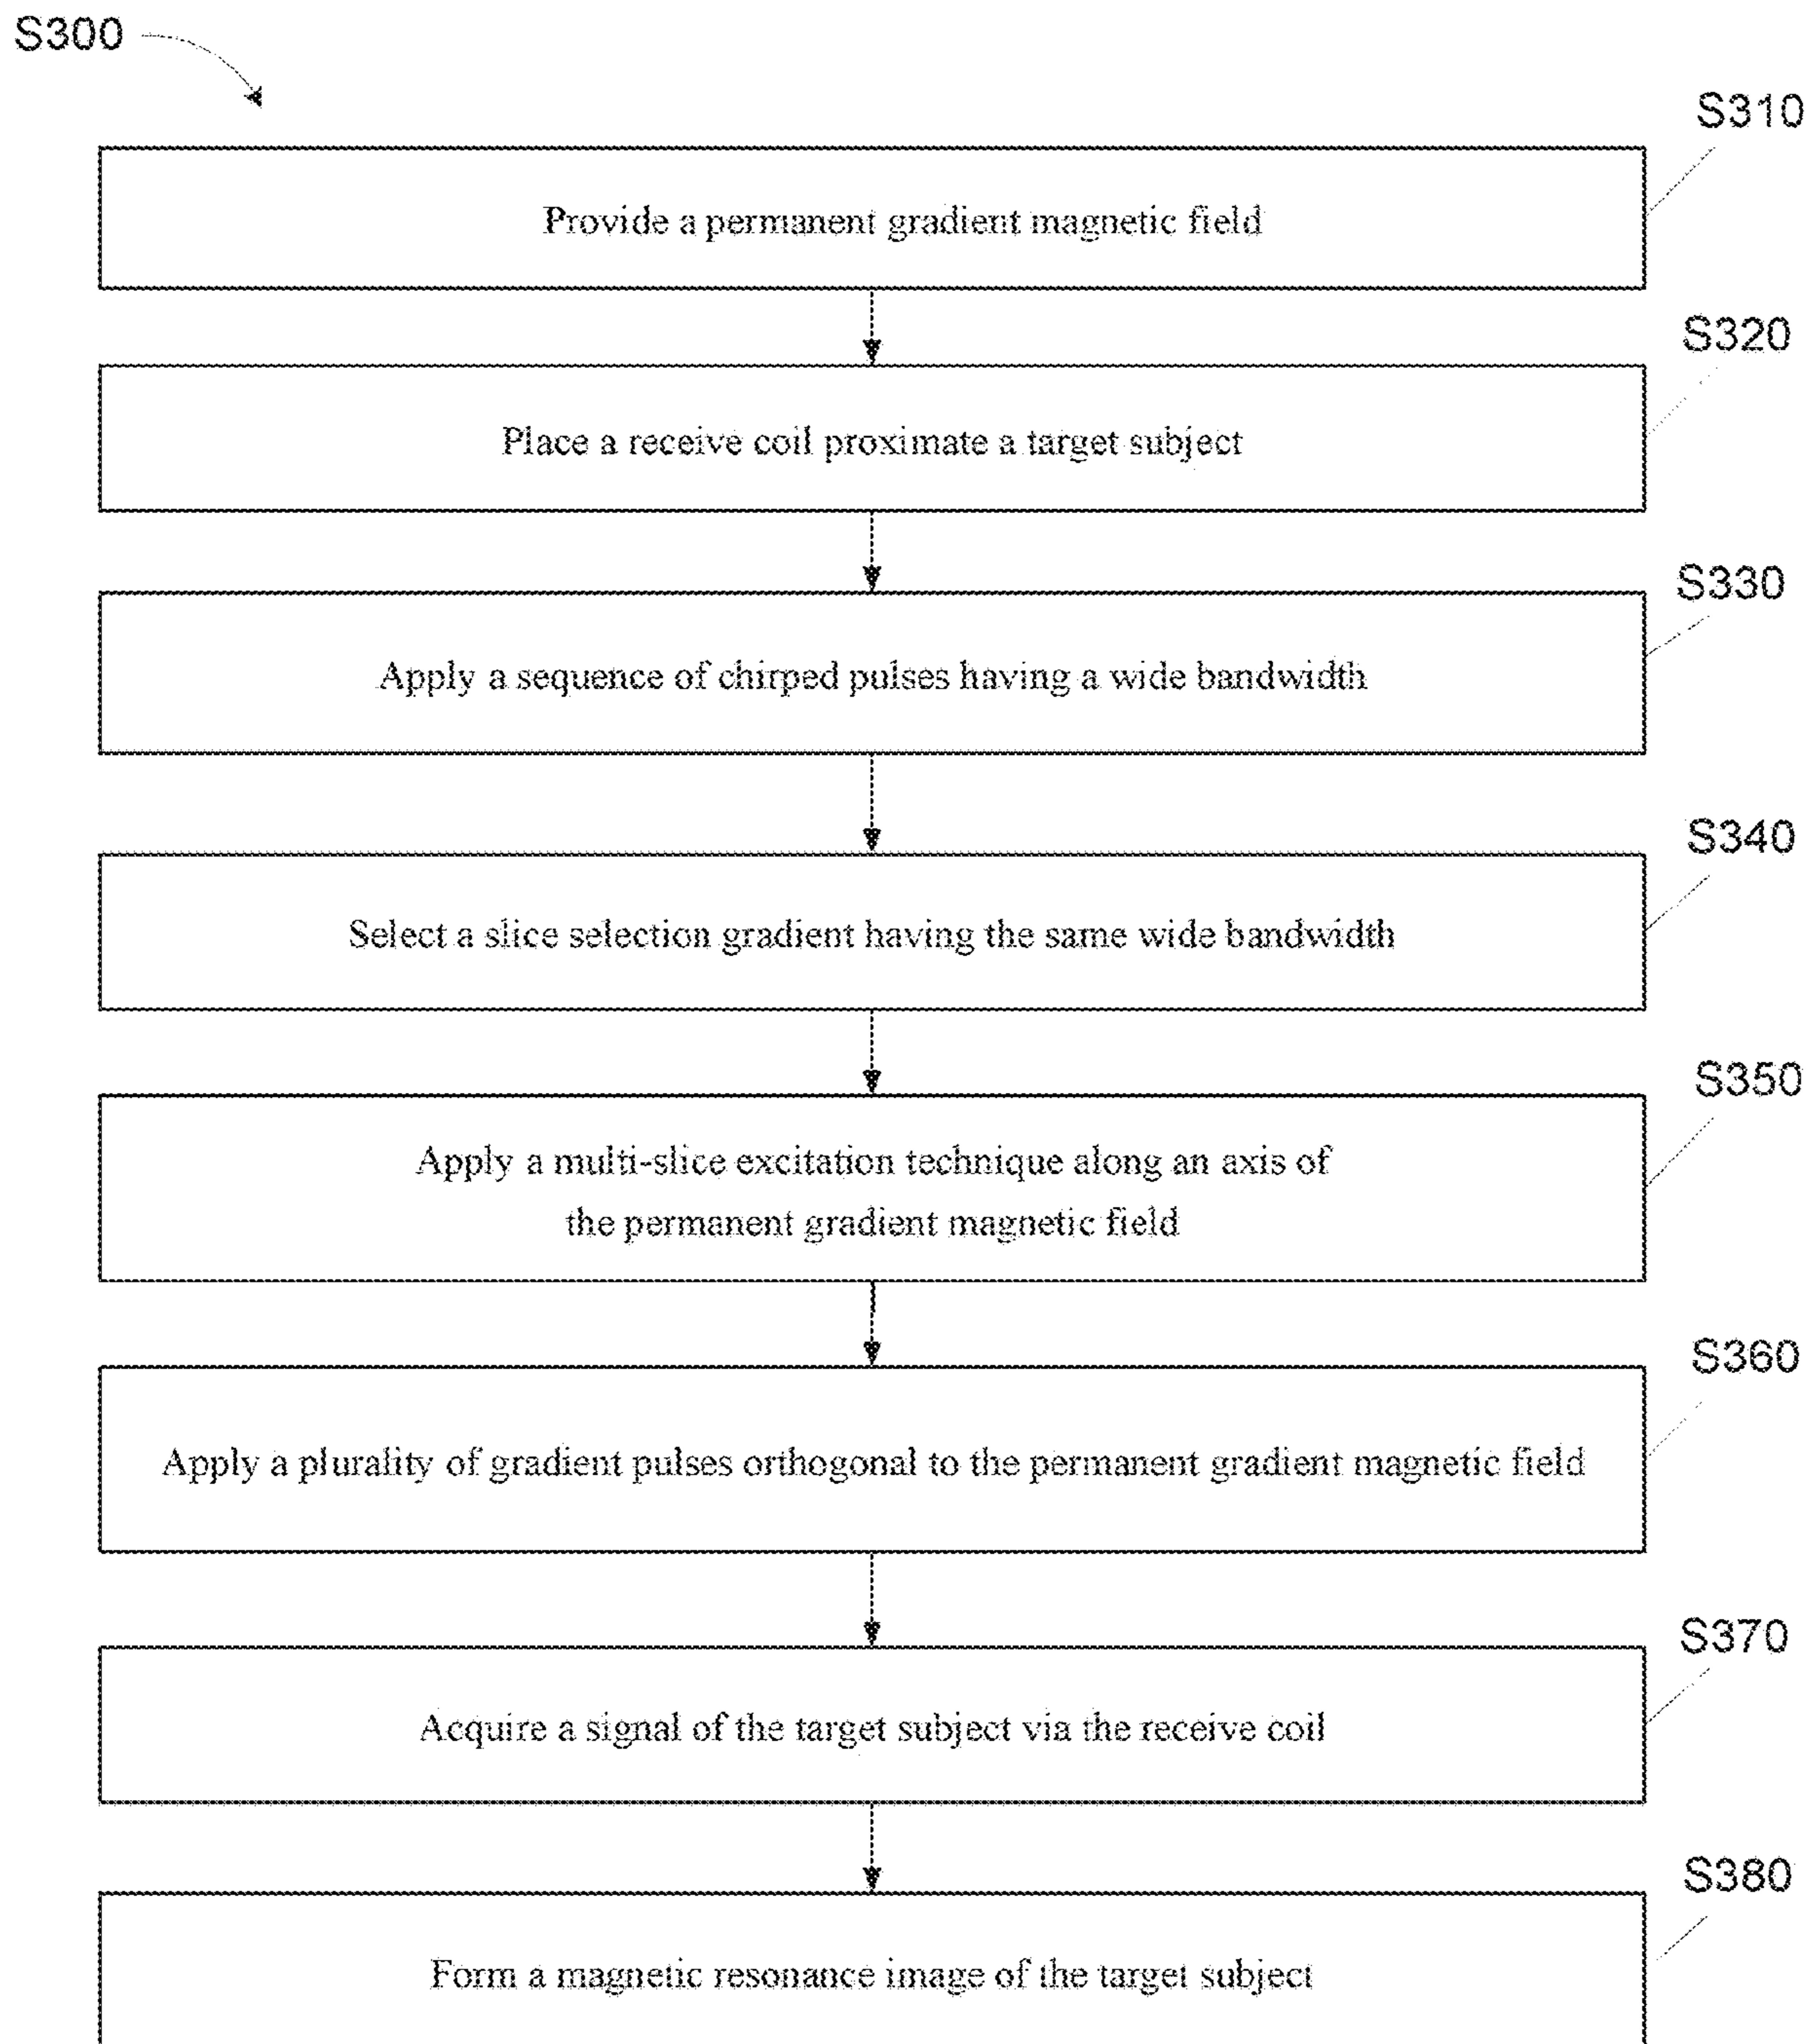 S300
S310
Provide a permanent gradient magnetic field
S320
Place a receive coil proximate a target subject
S330
Apply a sequence of chirped pulses having a wide bandwidth
S340
Select a slice selection gradient having the same wide bandwidth
S350
Apply a multi-slice excitation technique along an axis of
the permanent gradient magnetic field
S360
Apply a plurality of gradient pulses orthogonal to the permanent gradient magnetic field
S370
Acquire a signal of the target subject via the receive coil
S380
Form a magnetic resonance image of the target subject